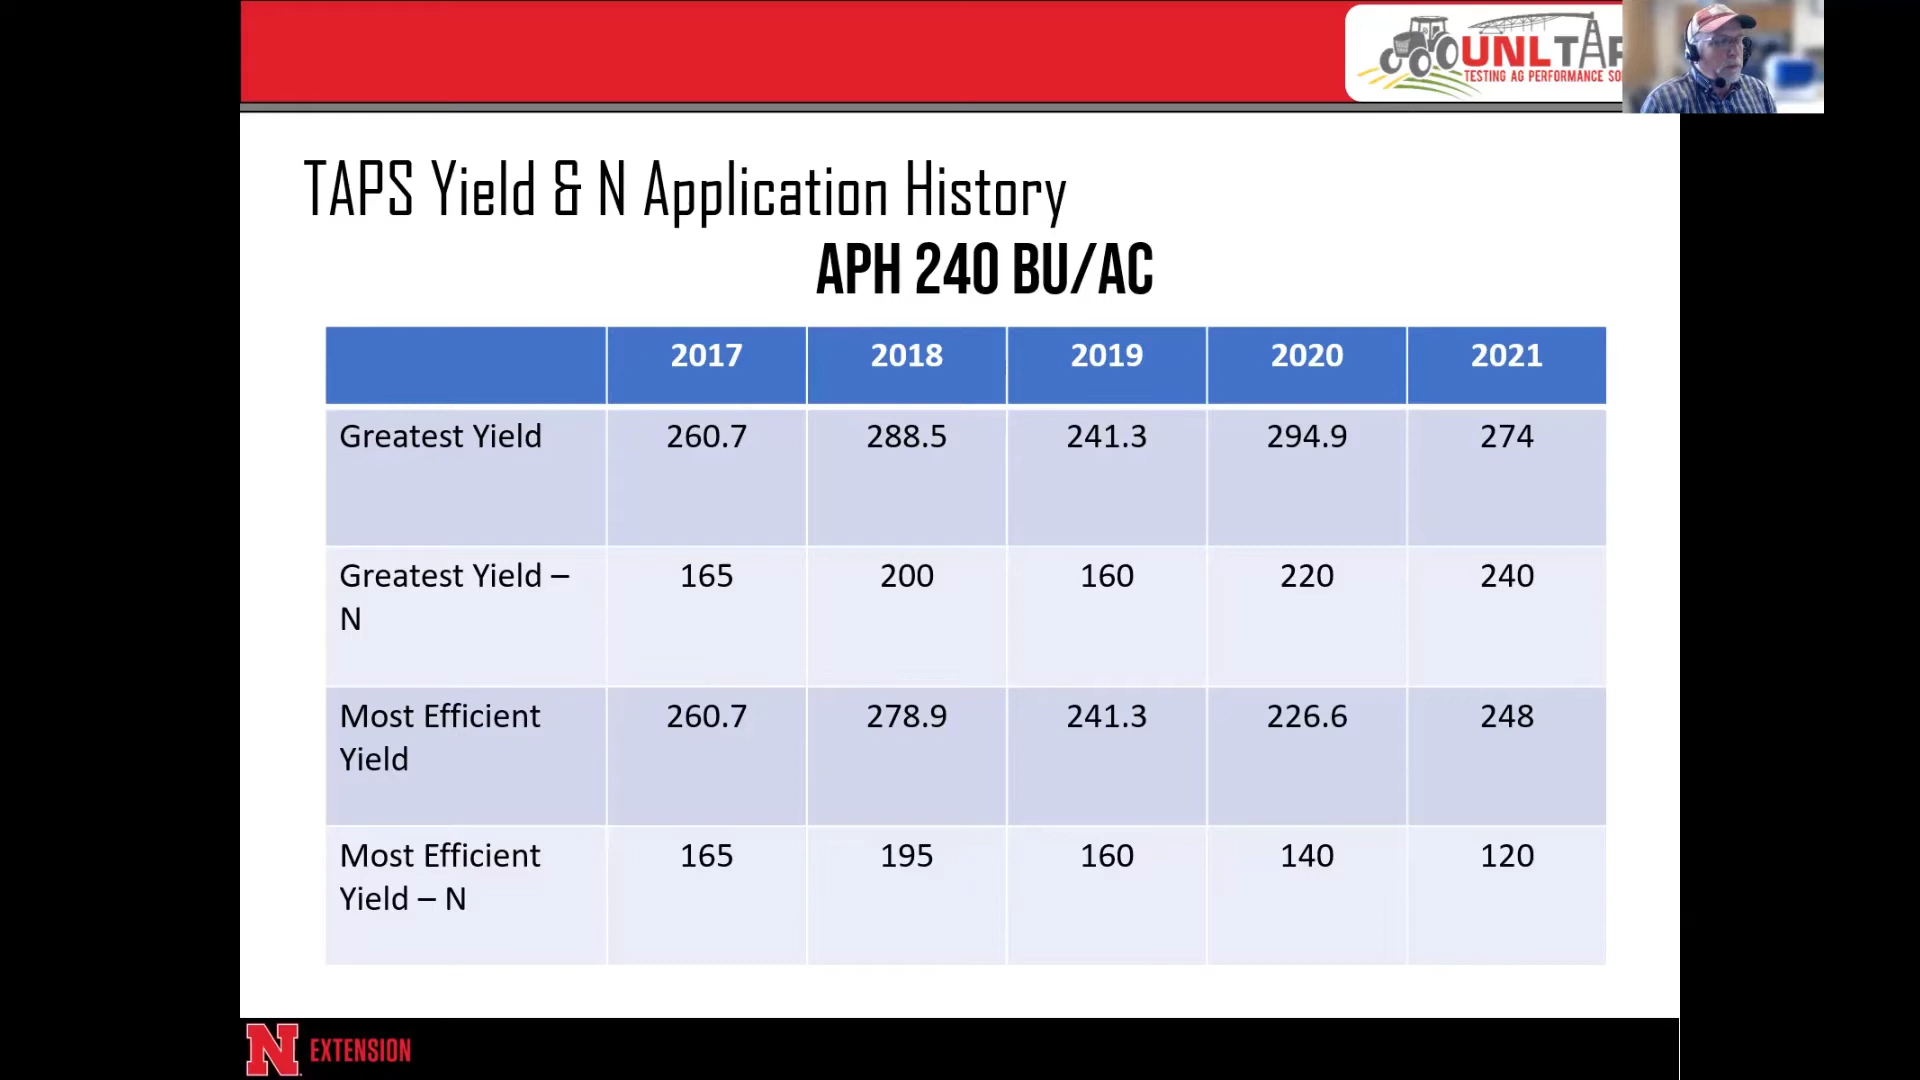 UNLTAP
TESTING AG PERFORMANCE SO
TAPS Yield & N Application History
APH 240 BU/AC
2017 2018 2019 2020 2021
Greatest Yield 260.7 288.5 241.3 294.9 274
Greatest Yield – 165 200 160 220 240
N
Most Efficient 260.7 278.9 241.3 226.6 248
Yield
Most Efficient 165 195 160 140 120
Yield – N
N EXTENSION